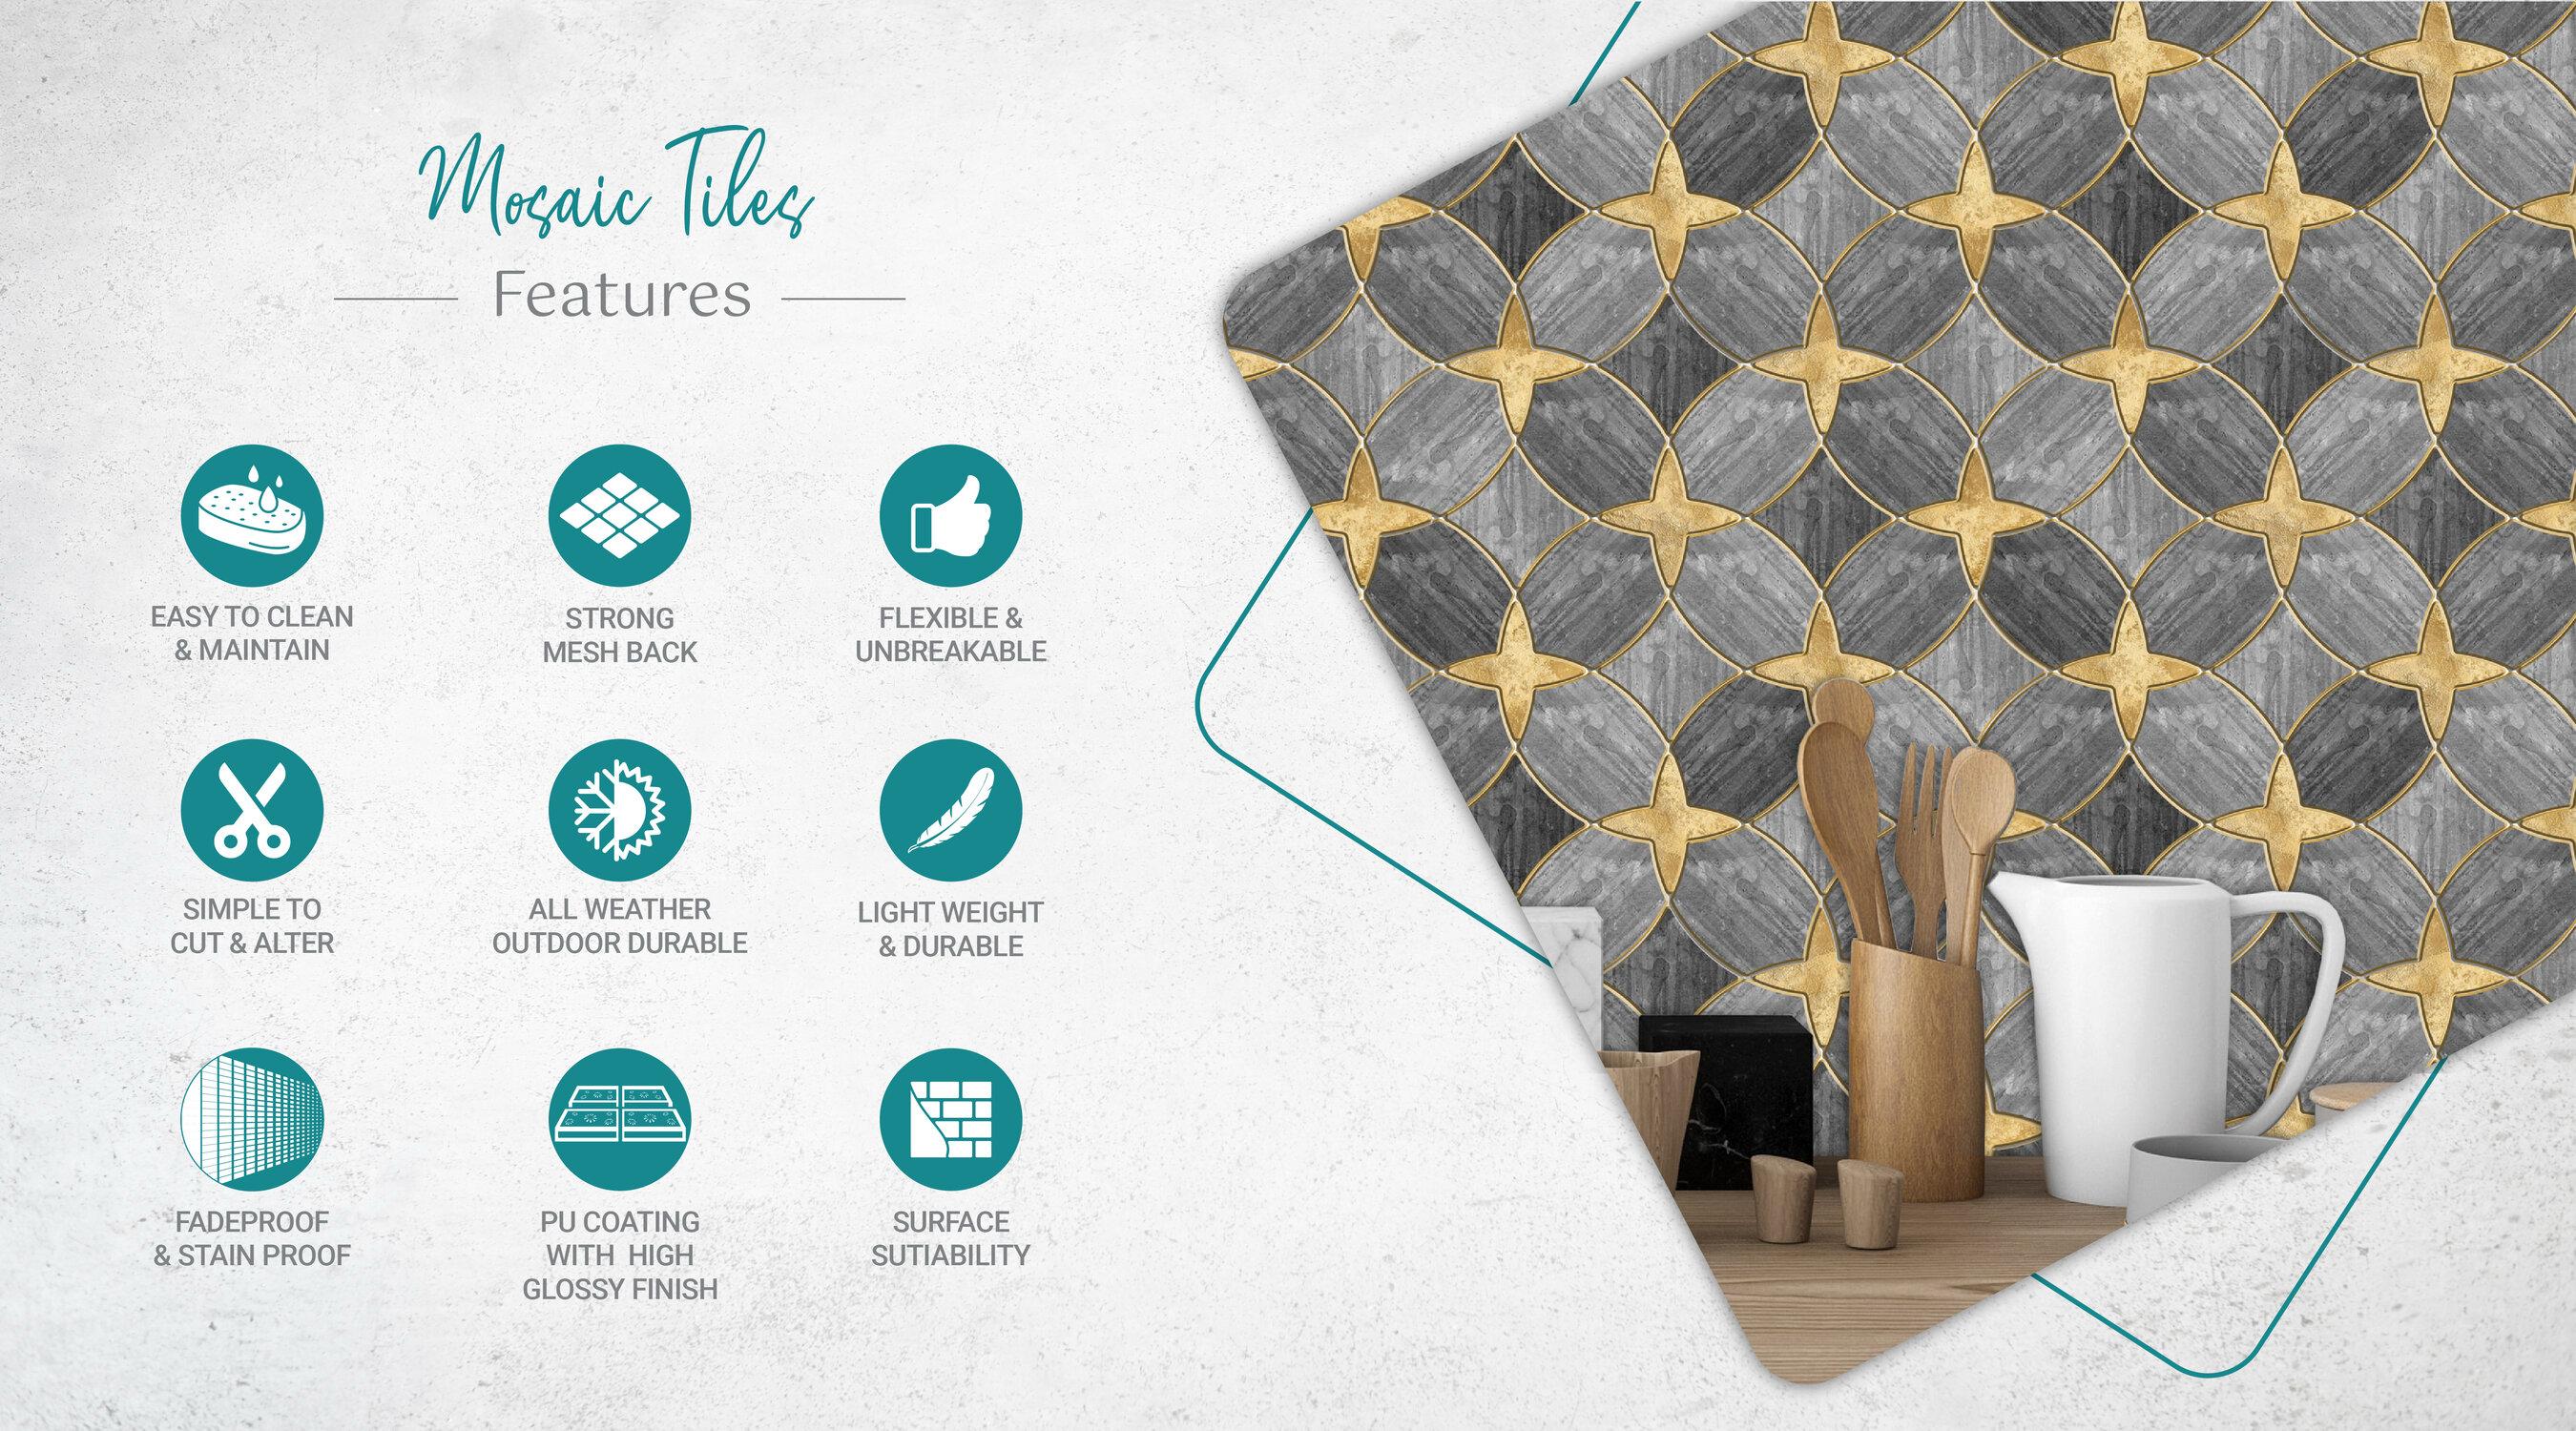 Mosaic Tiles
Features
EASY TO CLEAN
& MAINTAIN
STRONG
MESH BACK
FLEXIBLE &
UNBREAKABLE
SIMPLE TO
CUT & ALTER
ALL WEATHER
OUTDOOR DURABLE
LIGHT WEIGHT
& DURABLE
FADEPROOF
& STAIN PROOF
PU COATING
WITH HIGH
GLOSSY FINISH
SURFACE
SUTIABILITY